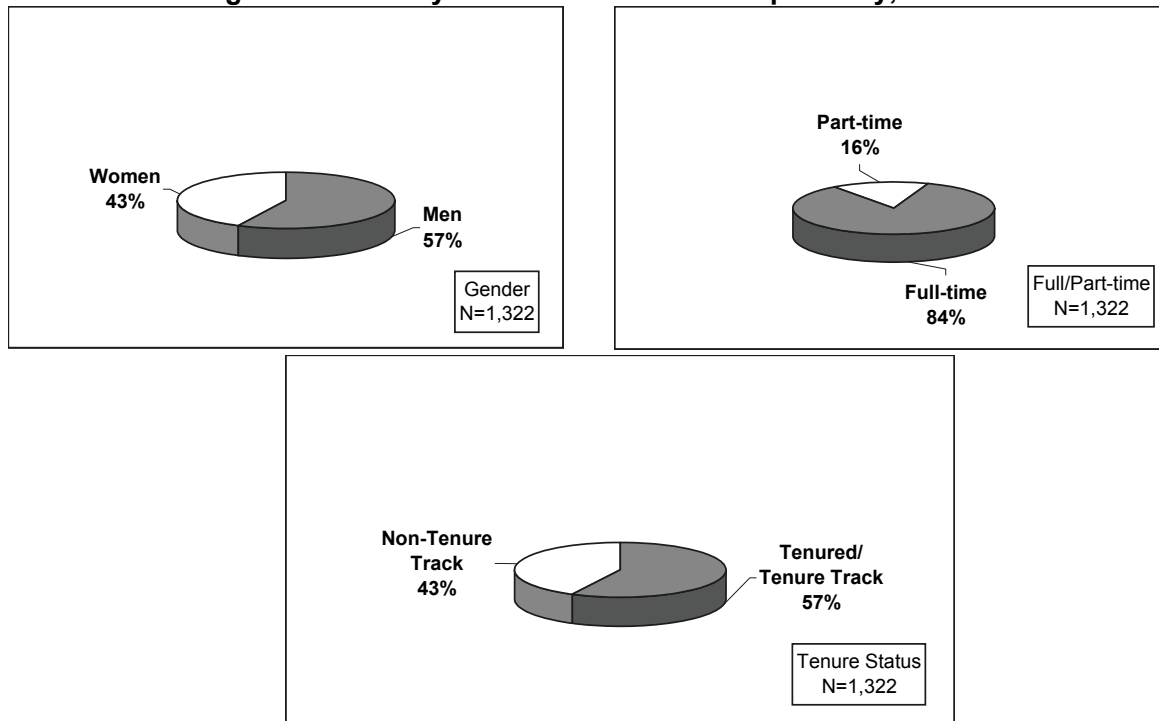 Women
43%
Men
57%
Gender
N=1,322
Part-time
16%
Full-time
84%
Full/Part-time
N=1,322
Non-Tenure
Track
43%
Tenured/
Tenure Track
57%
Tenure Status
N=1,322